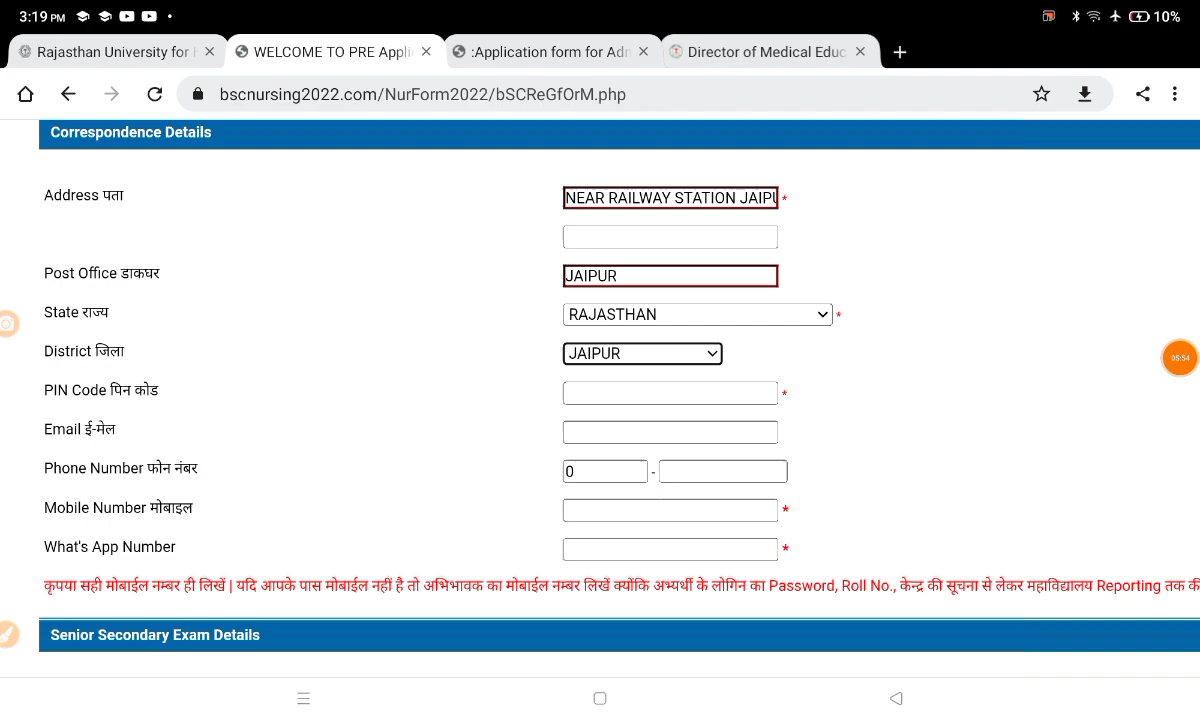 3:19 PM 10%
Rajasthan University for
WELCOME TO PRE Appli
:Application form for Adn
Director of Medical Educ
bscnursing2022.com/NurForm2022/bSCReGfOrM.php
Correspondence Details
Address पता NEAR RAILWAY STATION JAIPU *
Post Office डाकघर JAIPUR
State राज्य RAJASTHAN *
District जिला JAIPUR
05:54
PIN Code पिन कोड *
Email ई-मेल
Phone Number फोन नंबर 0 -
Mobile Number मोबाइल *
What's App Number *
कृपया सही मोबाईल नम्बर ही लिखें | यदि आपके पास मोबाईल नहीं है तो अभिभावक का मोबाईल नम्बर लिखें क्योंकि अभ्यर्थी के लोगिन का Password, Roll No., केन्द्र की सूचना से लेकर महाविद्यालय Reporting तक की
Senior Secondary Exam Details